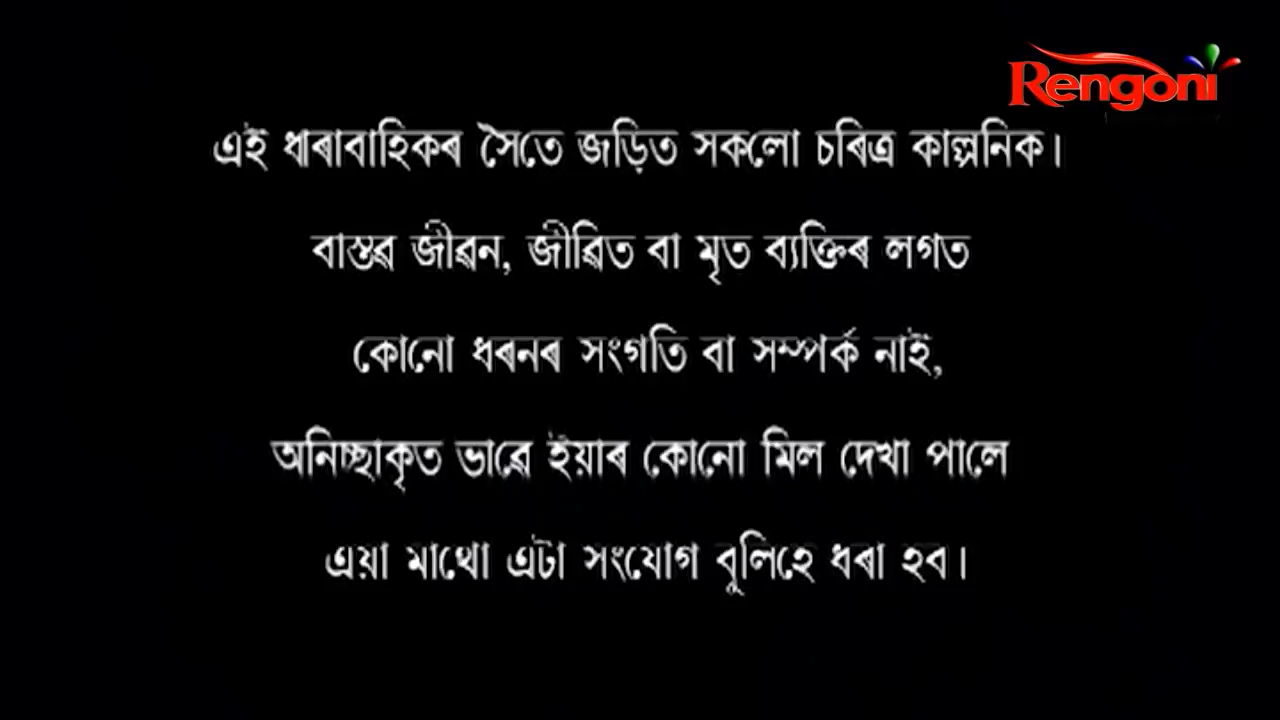 Rengoni
এই ধাৰাবাহিকৰ সৈতে জড়িত সকলো চৰিত্ৰ কাল্পনিক।
বাস্তৱ জীৱন, জীৱিত বা মৃত ব্যক্তিৰ লগত
কোনো ধৰনৰ সংগতি বা সম্পৰ্ক নাই,
অনিচ্ছাকৃত ভাৱে ইয়াৰ কোনো মিল দেখা পালে
এয়া মাথো এটা সংযোগ বুলিহে ধৰা হব।